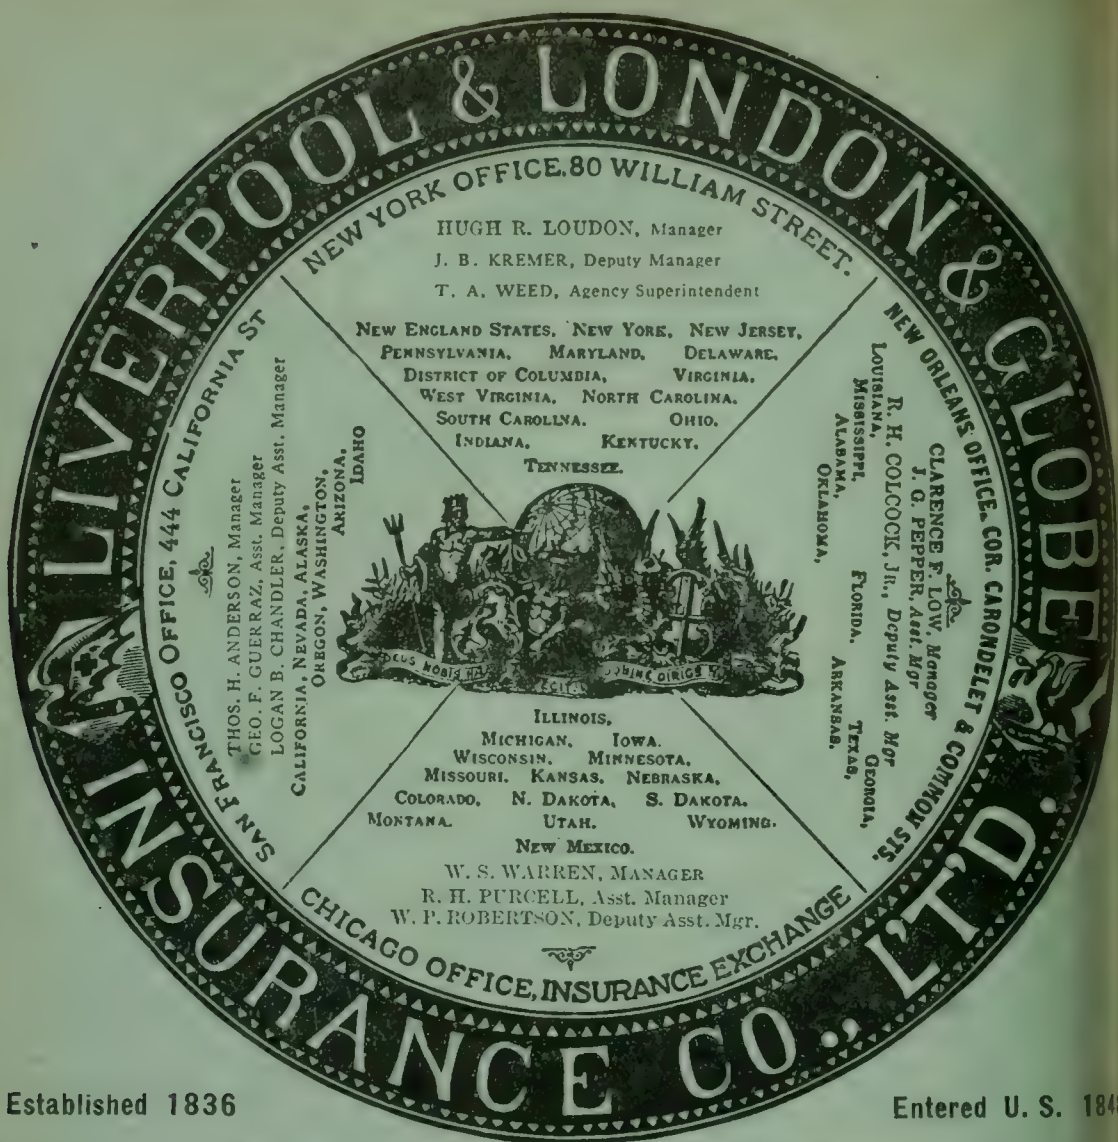 LIVERPOOL & LONDON & GLOBE
INSURANCE CO., L'T'D.
NEW YORK OFFICE. 80 WILLIAM STREET.
HUGH R. LOUDON, Manager
J. B. KREMER, Deputy Manager
T. A. WEED, Agency Superintendent
NEW ENGLAND STATES, NEW YORK, NEW JERSEY,
PENNSYLVANIA, MARYLAND, DELAWARE,
DISTRICT OF COLUMBIA, VIRGINIA,
WEST VIRGINIA, NORTH CAROLINA,
SOUTH CAROLINA, OHIO,
INDIANA, KENTUCKY,
TENNESSEE.
SAN FRANCISCO OFFICE, 444 CALIFORNIA ST
THOS. H. ANDERSON, Manager
GEO. F. GUERRAZ, Asst. Manager
LOGAN B. CHANDLER, Deputy Asst. Manager
CALIFORNIA, NEVADA, ALASKA,
OREGON, WASHINGTON,
ARIZONA,
IDAHO
NEW ORLEANS OFFICE. COR. CARONDELET & COMMON STS.
CLARENCE F. LOW, Manager
J. G. PEPPER, Asst. Mgr
R. H. COLCOCK, JR., Deputy Asst. Mgr
LOUISIANA, GEORGIA,
MISSISSIPPI, TEXAS,
ALABAMA, ARKANSAS,
OKLAHOMA, FLORIDA.
DEUS NOBIS
DIRIGE
ILLINOIS,
MICHIGAN, IOWA.
WISCONSIN, MINNESOTA,
MISSOURI, KANSAS, NEBRASKA,
COLORADO, N. DAKOTA, S. DAKOTA.
MONTANA. UTAH. WYOMING.
NEW MEXICO.
W. S. WARREN, MANAGER
R. H. PURCELL, Asst. Manager
W. P. ROBERTSON, Deputy Asst. Mgr.
CHICAGO OFFICE, INSURANCE EXCHANGE
Established 1836
Entered U. S.